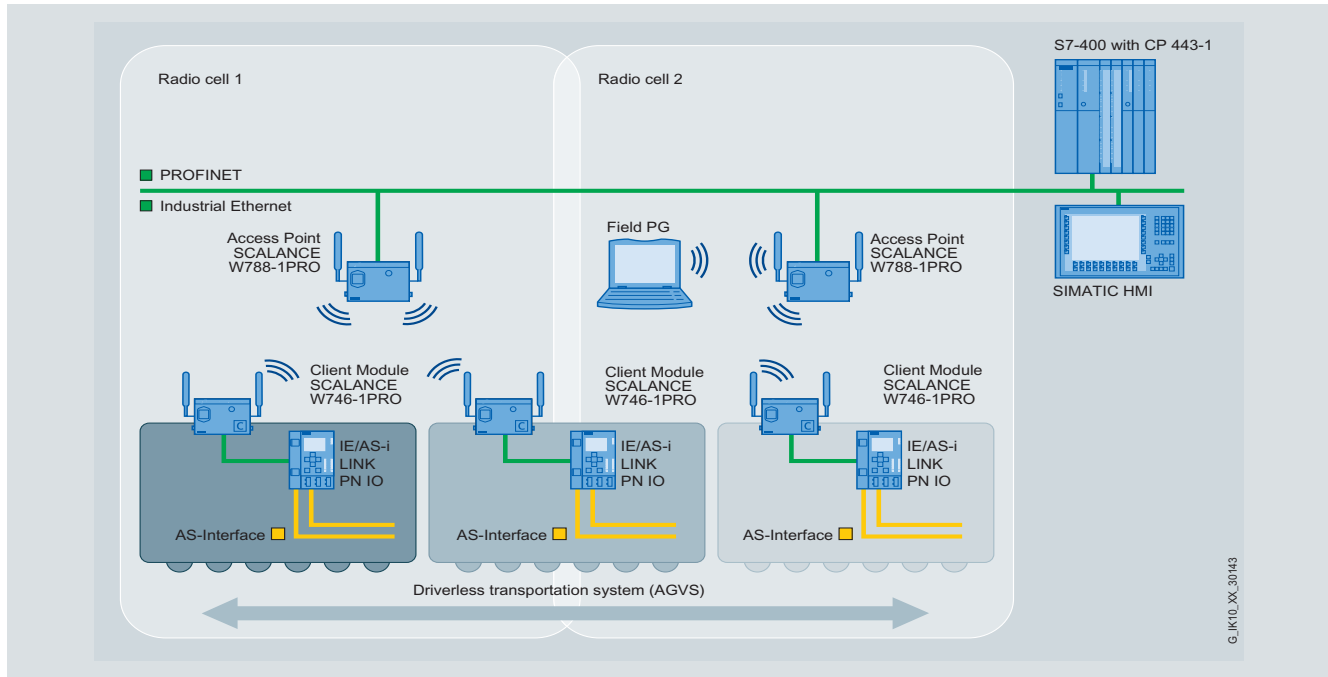 S7-400 with CP 443-1
Radio cell 1
Radio cell 2
PROFINET
Industrial Ethernet
Access Point
SCALANCE
W788-1PRO
Field PG
Access Point
SCALANCE
W788-1PRO
SIMATIC HMI
Client Module
SCALANCE
W746-1PRO
Client Module
SCALANCE
W746-1PRO
Client Module
SCALANCE
W746-1PRO
C
IE/AS-i
LINK
PN IO
AS-Interface
C
IE/AS-i
LINK
PN IO
AS-Interface
C
IE/AS-i
LINK
PN IO
AS-Interface
Driverless transportation system (AGVS)
G_IK10_XX_30143